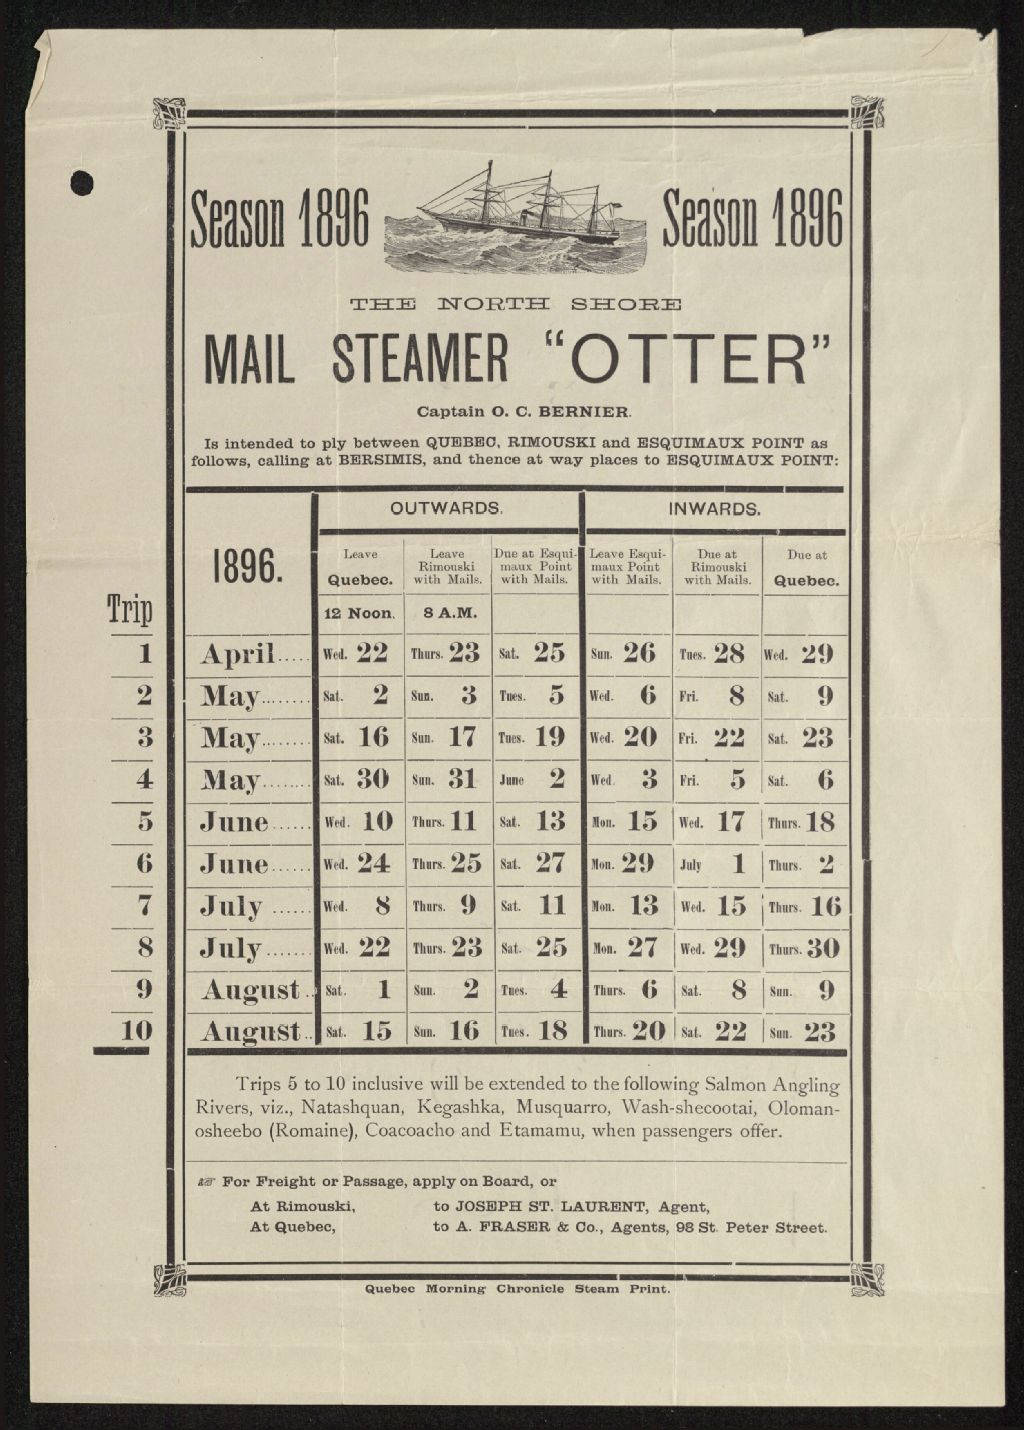 Season 1896 Season 1896
THE NORTH SHORE
MAIL STEAMER "OTTER"
Captain O. C. BERNIER.
Is intended to ply between QUEBEC, RIMOUSKI and ESQUIMAUX POINT as
follows, calling at BERSIMIS, and thence at way places to ESQUIMAUX POINT:
OUTWARDS. INWARDS.
1896.
Leave Quebec. Leave Rimouski with Mails. Due at Esqui-maux Point with Mails. Leave Esqui-maux Point with Mails. Due at Rimouski with Mails. Due at Quebec.
Trip 12 Noon. 8 A.M.
1 April..... Wed. 22 Thurs. 23 Sat. 25 Sun. 26 Tues. 28 Wed. 29
2 May........ Sat. 2 Sun. 3 Tues. 5 Wed. 6 Fri. 8 Sat. 9
3 May........ Sat. 16 Sun. 17 Tues. 19 Wed. 20 Fri. 22 Sat. 23
4 May........ Sat. 30 Sun. 31 June 2 Wed. 3 Fri. 5 Sat. 6
5 June...... Wed. 10 Thurs. 11 Sat. 13 Mon. 15 Wed. 17 Thurs. 18
6 June...... Wed. 24 Thurs. 25 Sat. 27 Mon. 29 July 1 Thurs. 2
7 July ...... Wed. 8 Thurs. 9 Sat. 11 Mon. 13 Wed. 15 Thurs. 16
8 July....... Wed. 22 Thurs. 23 Sat. 25 Mon. 27 Wed. 29 Thurs. 30
9 August .. Sat. 1 Sun. 2 Tues. 4 Thurs. 6 Sat. 8 Sun. 9
10 August.. Sat. 15 Sun. 16 Tues. 18 Thurs. 20 Sat. 22 Sun. 23
Trips 5 to 10 inclusive will be extended to the following Salmon Angling
Rivers, viz., Natashquan, Kegashka, Musquarro, Wash-shecootai, Oloman-
osheebo (Romaine), Coacoacho and Etamamu, when passengers offer.
☞ For Freight or Passage, apply on Board, or
At Rimouski, to JOSEPH ST. LAURENT, Agent,
At Quebec, to A. FRASER & Co., Agents, 98 St. Peter Street.
Quebec Morning Chronicle Steam Print.